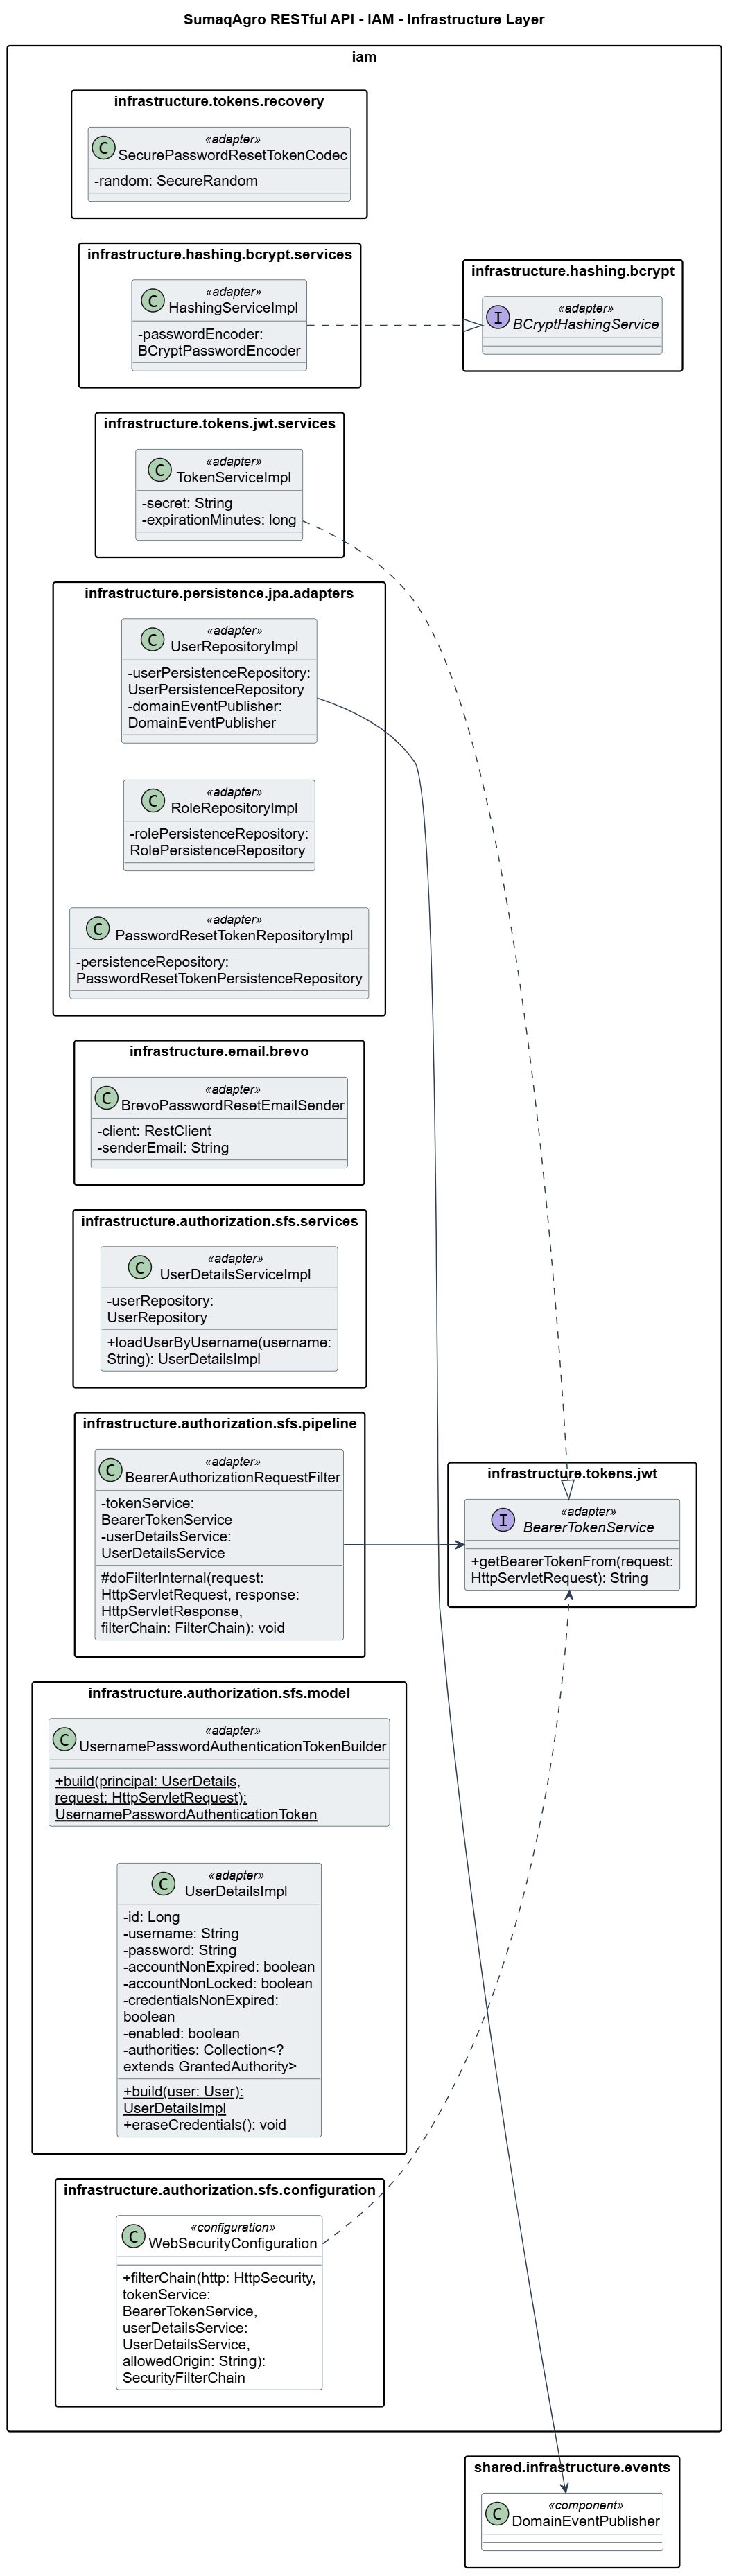 SumaqAgro RESTful API - IAM - Infrastructure Layer
iam
infrastructure.tokens.recovery
«adapter»
C
SecurePasswordResetTokenCodec
-random: SecureRandom
infrastructure.hashing.bcrypt.services
«adapter»
C
HashingServiceImpl
-passwordEncoder:
BCryptPasswordEncoder
infrastructure.hashing.bcrypt
«adapter»
I
BCryptHashingService
infrastructure.tokens.jwt.services
«adapter»
C
TokenServiceImpl
-secret: String
-expirationMinutes: long
infrastructure.persistence.jpa.adapters
«adapter»
C
UserRepositoryImpl
-userPersistenceRepository:
UserPersistenceRepository
-domainEventPublisher:
DomainEventPublisher
«adapter»
C
RoleRepositoryImpl
-rolePersistenceRepository:
RolePersistenceRepository
«adapter»
C
PasswordResetTokenRepositoryImpl
-persistenceRepository:
PasswordResetTokenPersistenceRepository
infrastructure.email.brevo
«adapter»
C
BrevoPasswordResetEmailSender
-client: RestClient
-senderEmail: String
infrastructure.authorization.sfs.services
«adapter»
C
UserDetailsServiceImpl
-userRepository:
UserRepository
+loadUserByUsername(username:
String): UserDetailsImpl
infrastructure.authorization.sfs.pipeline
«adapter»
C
BearerAuthorizationRequestFilter
-tokenService:
BearerTokenService
-userDetailsService:
UserDetailsService
#doFilterInternal(request:
HttpServletRequest, response:
HttpServletResponse,
filterChain: FilterChain): void
infrastructure.tokens.jwt
«adapter»
I
BearerTokenService
+getBearerTokenFrom(request:
HttpServletRequest): String
infrastructure.authorization.sfs.model
«adapter»
C
UsernamePasswordAuthenticationTokenBuilder
+build(principal: UserDetails,
request: HttpServletRequest):
UsernamePasswordAuthenticationToken
«adapter»
C
UserDetailsImpl
-id: Long
-username: String
-password: String
-accountNonExpired: boolean
-accountNonLocked: boolean
-credentialsNonExpired:
boolean
-enabled: boolean
-authorities: Collection<?
extends GrantedAuthority>
+build(user: User):
UserDetailsImpl
+eraseCredentials(): void
infrastructure.authorization.sfs.configuration
«configuration»
C
WebSecurityConfiguration
+filterChain(http: HttpSecurity,
tokenService:
BearerTokenService,
userDetailsService:
UserDetailsService,
allowedOrigin: String):
SecurityFilterChain
shared.infrastructure.events
«component»
C
DomainEventPublisher